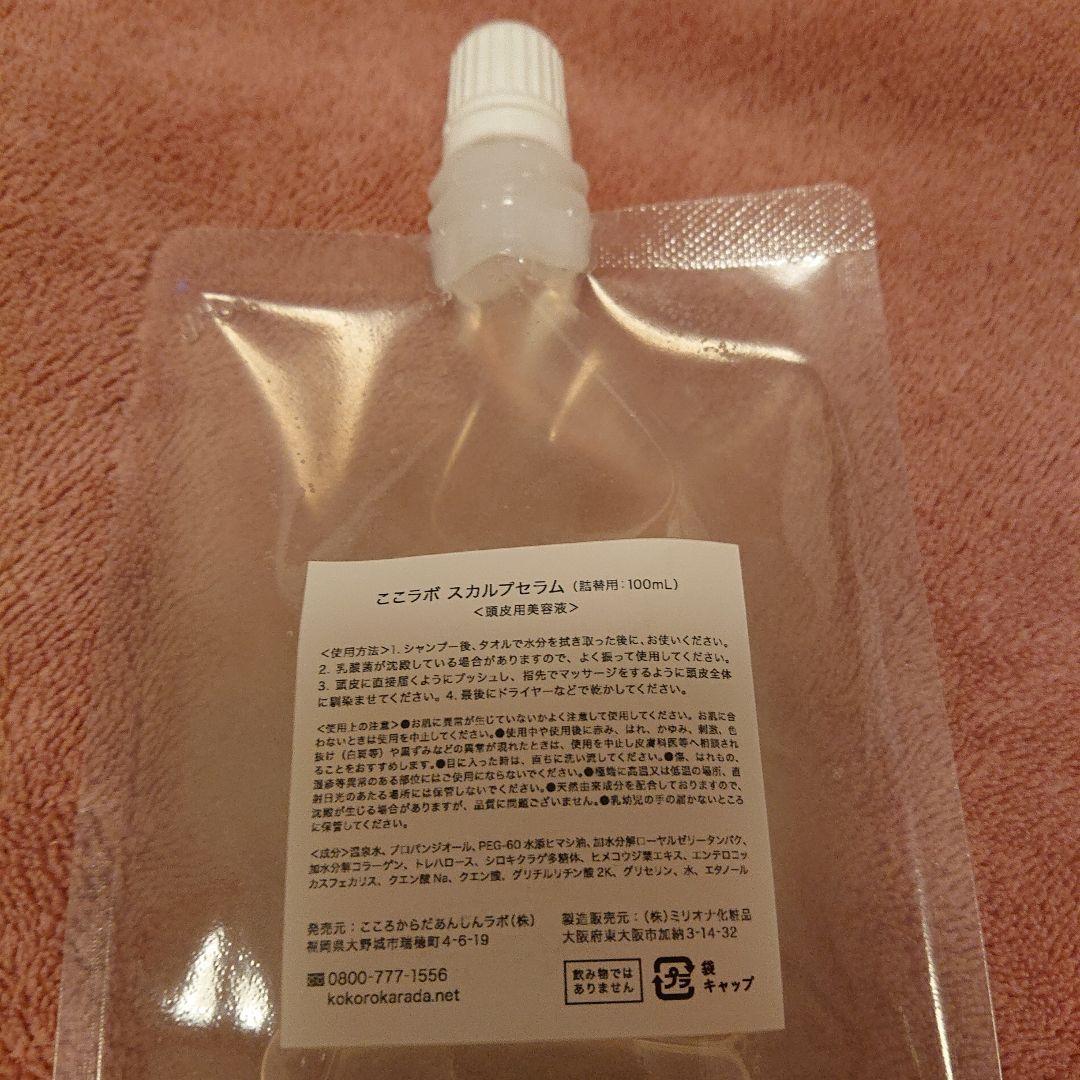 ここラボ スカルプセラム（詰替用：100mL）
＜頭皮用美容液＞
＜使用方法＞1. シャンプー後、タオルで水分を拭き取った後に、お使いください。
2. 乳酸菌が沈殿している場合がありますので、よく振って使用してください。
3. 頭皮に直接届くようにプッシュし、指先でマッサージをするように頭皮全体
に馴染ませてください。4. 最後にドライヤーなどで乾かしてください。
＜使用上の注意＞●お肌に異常が生じていないかよく注意して使用してください。お肌に合
わないときは使用を中止してください。●使用中や使用後に赤み、はれ、かゆみ、刺激、色
抜け（白斑等）や黒ずみなどの異常が現れたときは、使用を中止し皮膚科医等へ相談され
ることをおすすめします。●目に入った時は、直ちに洗い流してください。●傷、はれもの、
湿疹等異常のある部位にはご使用にならないでください。●極端に高温又は低温の場所、直
射日光のあたる場所には保管しないでください。●天然由来成分を配合しておりますので、
沈殿が生じる場合がありますが、品質に問題ございません。●乳幼児の手の届かないところ
に保管してください。
＜成分＞温泉水、プロパンジオール、PEG-60 水添ヒマシ油、加水分解ローヤルゼリータンパク、
加水分解コラーゲン、トレハロース、シロキクラゲ多糖体、ヒメコウジ葉エキス、エンテロコッ
カスフェカリス、クエン酸 Na、クエン酸、グリチルリチン酸 2K、グリセリン、水、エタノール
発売元：こころからだあんしんラボ（株）
福岡県大野城市瑞穂町4-6-19
0800-777-1556
kokorokarada.net
製造販売元：（株）ミリオナ化粧品
大阪府東大阪市加納3-14-32
飲み物では
ありません
プラ
袋
キャップ